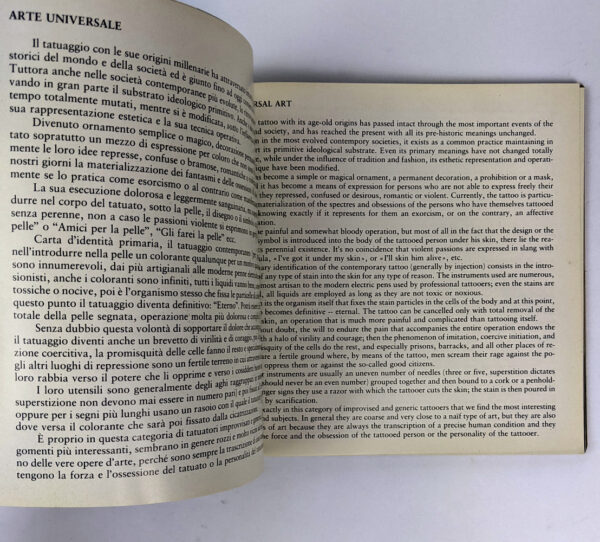 ARTE UNIVERSALE
Il tatuaggio con le sue origini millenarie ha attraversato
storici del mondo e della società ed è giunto fino ad oggi
Tuttora anche nelle società contemporanee più evolute,
vando in gran parte il substrato ideologico primitivo. Anche
tempo totalmente mutati, mentre si è modificata, sotto
sua rappresentazione estetica e la sua tecnica operativa.
Divenuto ornamento semplice o magico, decorazione
tato sopratutto un mezzo di espressione per coloro che
mente le loro idee represse, confuse o bramose, romantiche
nostri giorni la materializzazione dei fantasmi e delle ossessioni
mente se lo pratica come esorcismo o al contrario come
La sua esecuzione dolorosa e leggermente sanguinaria,
durre nel corpo del tatuato, sotto la pelle, il disegno o il
senza perenne, non a caso le passioni violente si esprimono
pelle" o "Amici per la pelle", "Gli farei la pelle" ecc.
Carta d'identità primaria, il tatuaggio contemporaneo
nell'introdurre nella pelle un colorante qualunque per un
sono innumerevoli, dai più artigianali alle moderne penne
sionisti, anche i coloranti sono infiniti, tutti i liquidi vanno
tossiche o nocive, poi è l'organismo stesso che fissa le particelle
questo punto il tatuaggio diventa definitivo: "Eterno".
totale della pelle segnata, operazione molto più dolorosa e
Senza dubbio questa volontà di sopportare il dolore che
il tatuaggio diventi anche un brevetto di virilità e di coraggio,
zione coercitiva, la promisquità delle celle fanno il resto e
gli altri luoghi di repressione sono un fertile terreno in cui
loro rabbia verso il potere che li opprime e verso i cosiddetti
I loro utensili sono generalmente degli aghi raggruppati
superstizione non devono mai essere in numero pari e poi
oppure per i segni più lunghi usano un rasoio con il quale
dove versa il colorante che sarà poi fissato dalla cicatrizzazione.
È proprio in questa categoria di tatuatori improvvisati
gomenti più interessanti, sembrano in genere rozzi e molto
no delle vere opere d'arte, perché sono sempre la trascrizione
tengono la forza e l'ossessione del tatuato o la personalità del
RSAL ART
tattoo with its age-old origins has passed intact through the most important events of the
ad society, and has reached the present with all its pre-historic meanings unchanged.
in the most evolved contemporary societies, it exists as a common practice maintaining in
art its primitive ideological substrate. Even its primary meanings have not changed totally
while under the influence of tradition and fashion, its esthetic representation and operati-
ique have been modified.
as become a simple or magical ornament, a permanent decoration, a prohibition or a mask,
it has become a means of expression for persons who are not able to express freely their
they repressed, confused or desirous, romantic or violent. Currently, the tattoo is particu-
materialization of the spectres and obsessions of the persons who have themselves tattooed
knowing exactly if it represents for them an exorcism, or on the contrary, an affective
painful and somewhat bloody operation, but most of all in the fact that the design or the
symbol is introduced into the body of the tattooed person under his skin, there lie the rea-
its perennial existence. It's no coincidence that violent passions are expressed in slang with
«I've got it under my skin», or «I'll skin him alive», etc.
identification of the contemporary tattoo (generally by injection) consists in the intro-
any type of stain into the skin for any type of reason. The instruments used are numerous,
most artisan to the modern electric pens used by professional tattooers; even the stains are
all liquids are employed as long as they are not toxic or noxious.
its the organism itself that fixes the stain particles in the cells of the body and at this point,
becomes definitive -- eternal. The tattoo can be cancelled only with total removal of the
skin, an operation that is much more painful and complicated than tattooing itself.
out doubt, the will to endure the pain that accompanies the entire operation endows the
a halo of virility and courage; then the phenomenon of imitation, coercive initiation, and
iquity of the cells do the rest, and especially prisons, barracks, and all other places of re-
are a fertile ground where, by means of the tattoo, men scream their rage against the po-
oppress them or against the so-called good citizens.
instruments are usually an uneven number of needles (three or five, superstition dictates
should never be an even number) grouped together and then bound to a cork or a penhold-
nger signs they use a razor with which the tattooer cuts the skin; the stain is then poured in
by scarification.
exactly in this category of improvised and generic tattooers that we find the most interesting
ed subjects. In general they are coarse and very close to a naïf type of art, but they are also
s of art because they are always the transcription of a precise human condition and they
e force and the obsession of the tattooed person or the personality of the tattooer.